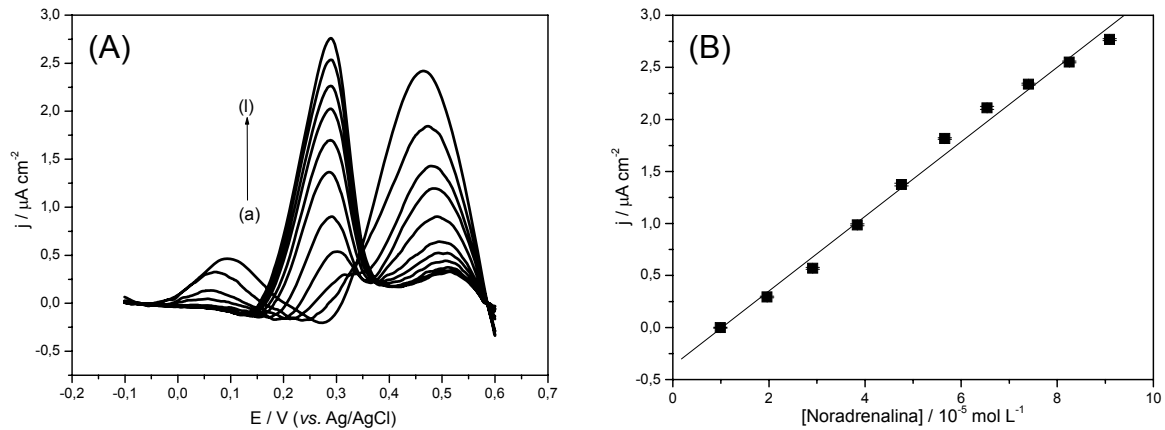 (A)
(l)
(a)
3,0
2,5
2,0
1,5
1,0
0,5
0,0
-0,5
j / μA cm⁻²
-0,2 -0,1 0,0 0,1 0,2 0,3 0,4 0,5 0,6 0,7
E / V (vs. Ag/AgCl)
(B)
3,0
2,5
2,0
1,5
1,0
0,5
0,0
-0,5
j / μA cm⁻²
0 2 4 6 8 10
[Noradrenalina] / 10⁻⁵ mol L⁻¹